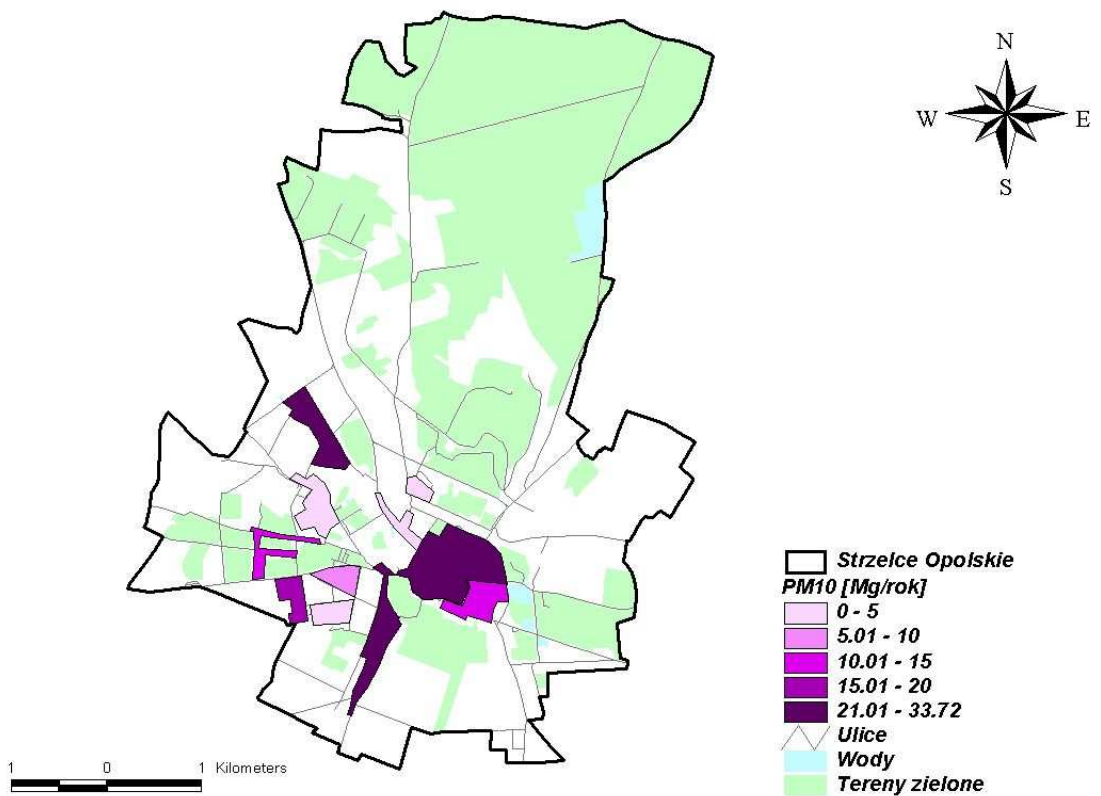 N
W E
S
Strzelce Opolskie
PM10 [Mg/rok]
0 - 5
5.01 - 10
10.01 - 15
15.01 - 20
21.01 - 33.72
Ulice
Wody
Tereny zielone
1 0 1 Kilometers